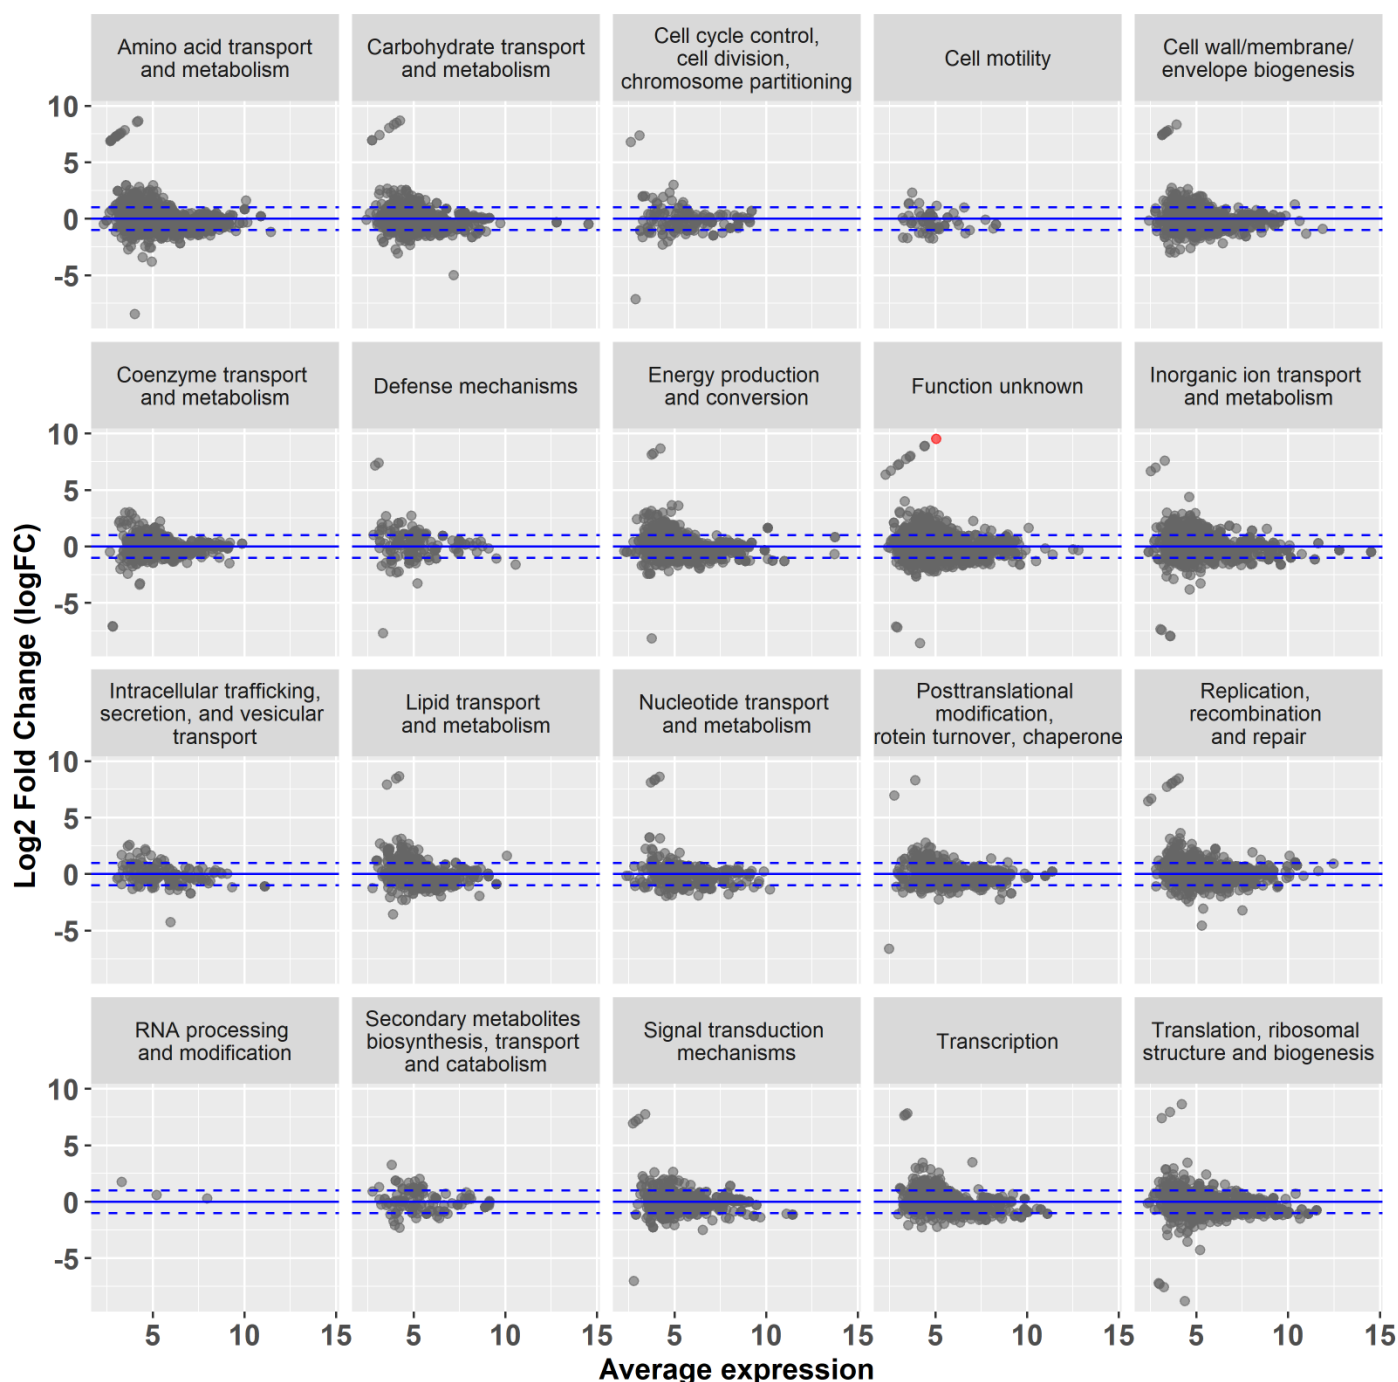 Amino acid transport
and metabolism
Carbohydrate transport
and metabolism
Cell cycle control,
cell division,
chromosome partitioning
Cell motility
Cell wall/membrane/
envelope biogenesis
10
5
0
-5
Coenzyme transport
and metabolism
Defense mechanisms
Energy production
and conversion
Function unknown
Inorganic ion transport
and metabolism
10
5
0
-5
Intracellular trafficking,
secretion, and vesicular
transport
Lipid transport
and metabolism
Nucleotide transport
and metabolism
Posttranslational
modification,
rotein turnover, chaperone
Replication,
recombination
and repair
10
5
0
-5
RNA processing
and modification
Secondary metabolites
biosynthesis, transport
and catabolism
Signal transduction
mechanisms
Transcription
Translation, ribosomal
structure and biogenesis
10
5
0
-5
5 10 15
5 10 15
5 10 15
5 10 15
5 10 15
Average expression
Log2 Fold Change (logFC)